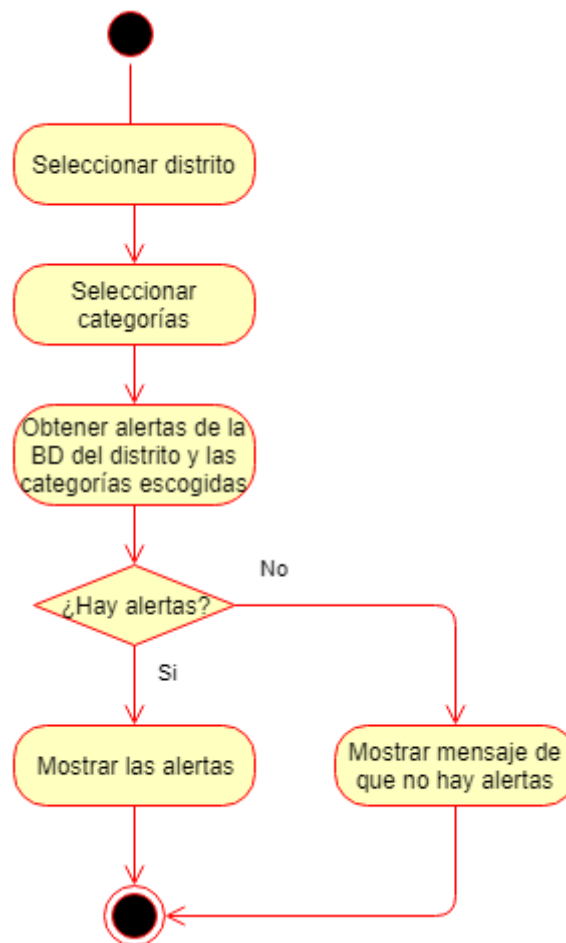 Seleccionar distrito
Seleccionar
categorías
Obtener alertas de la
BD del distrito y las
categorías escogidas
No
¿Hay alertas?
Si
Mostrar las alertas
Mostrar mensaje de
que no hay alertas